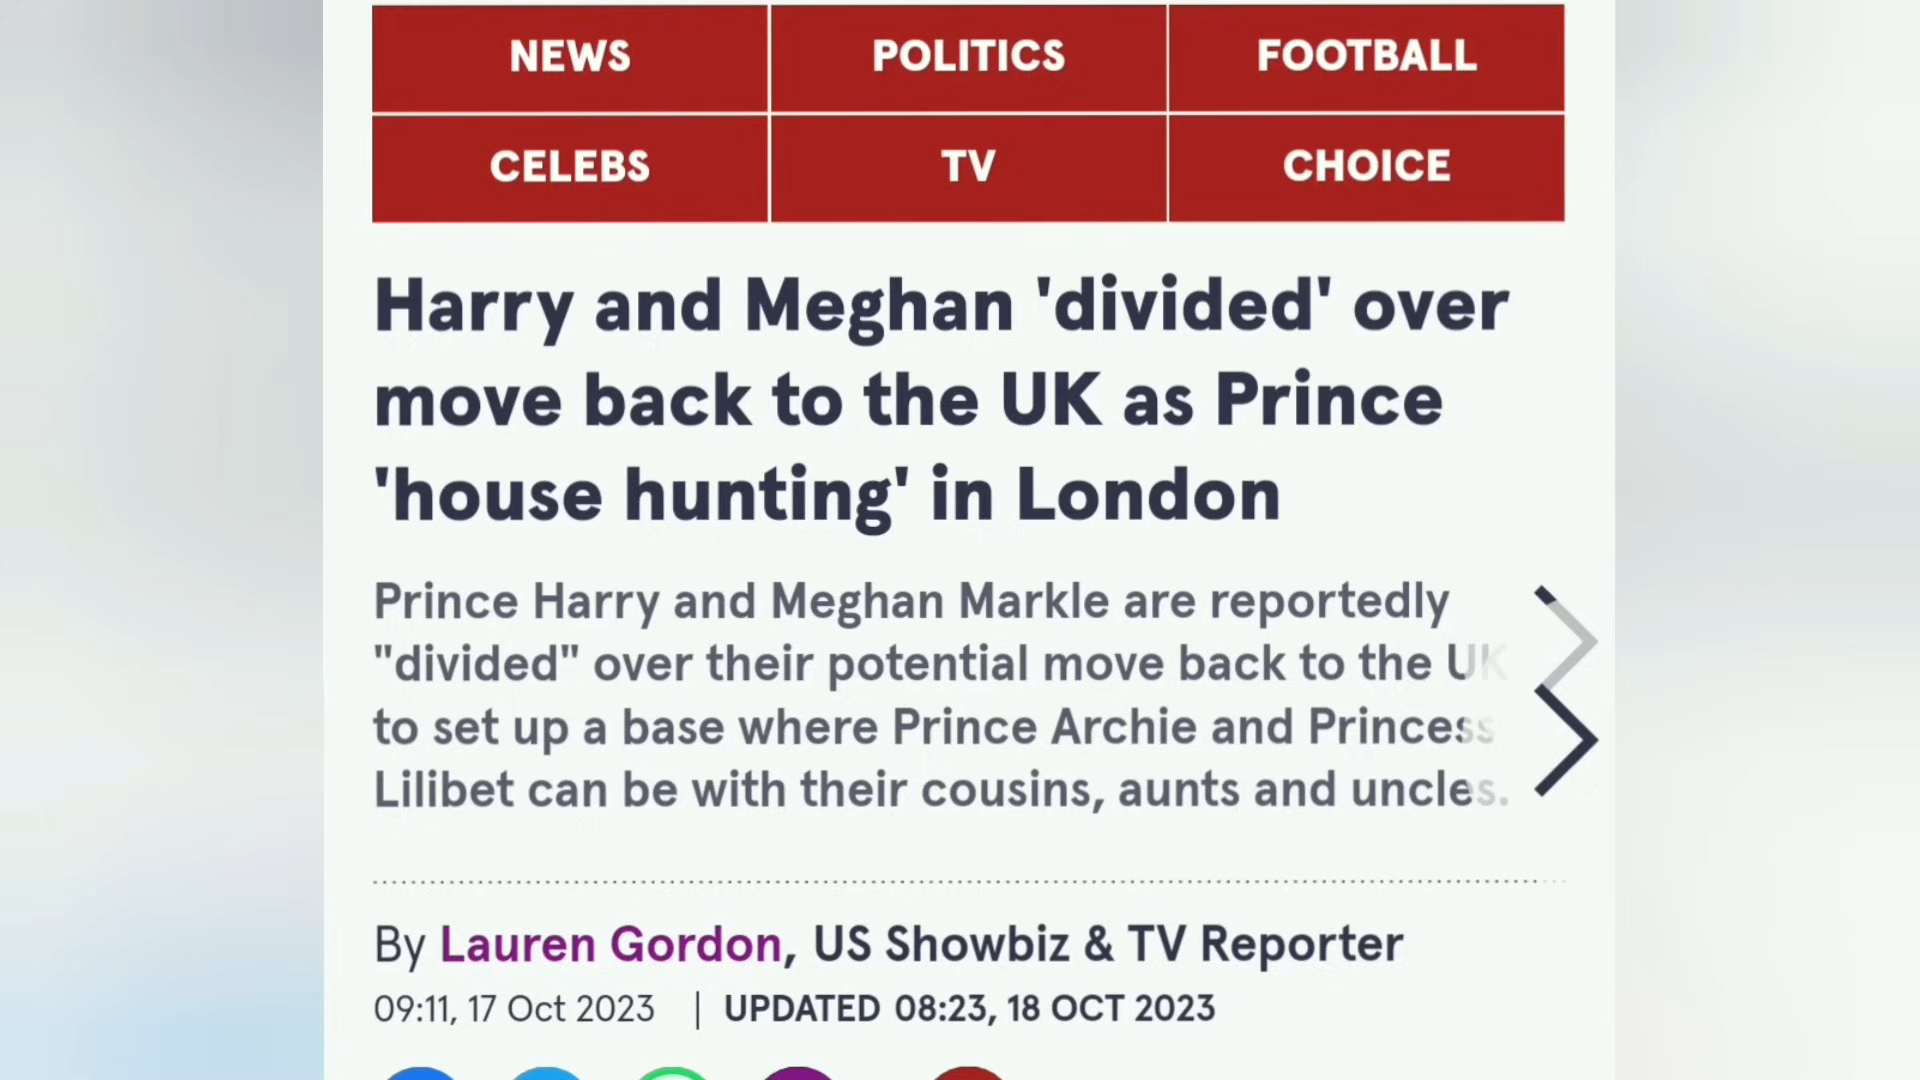 NEWS POLITICS FOOTBALL
CELEBS TV CHOICE
Harry and Meghan 'divided' over
move back to the UK as Prince
'house hunting' in London
Prince Harry and Meghan Markle are reportedly
"divided" over their potential move back to the UK
to set up a base where Prince Archie and Princess
Lilibet can be with their cousins, aunts and uncles.
By Lauren Gordon, US Showbiz & TV Reporter
09:11, 17 Oct 2023 | UPDATED 08:23, 18 OCT 2023